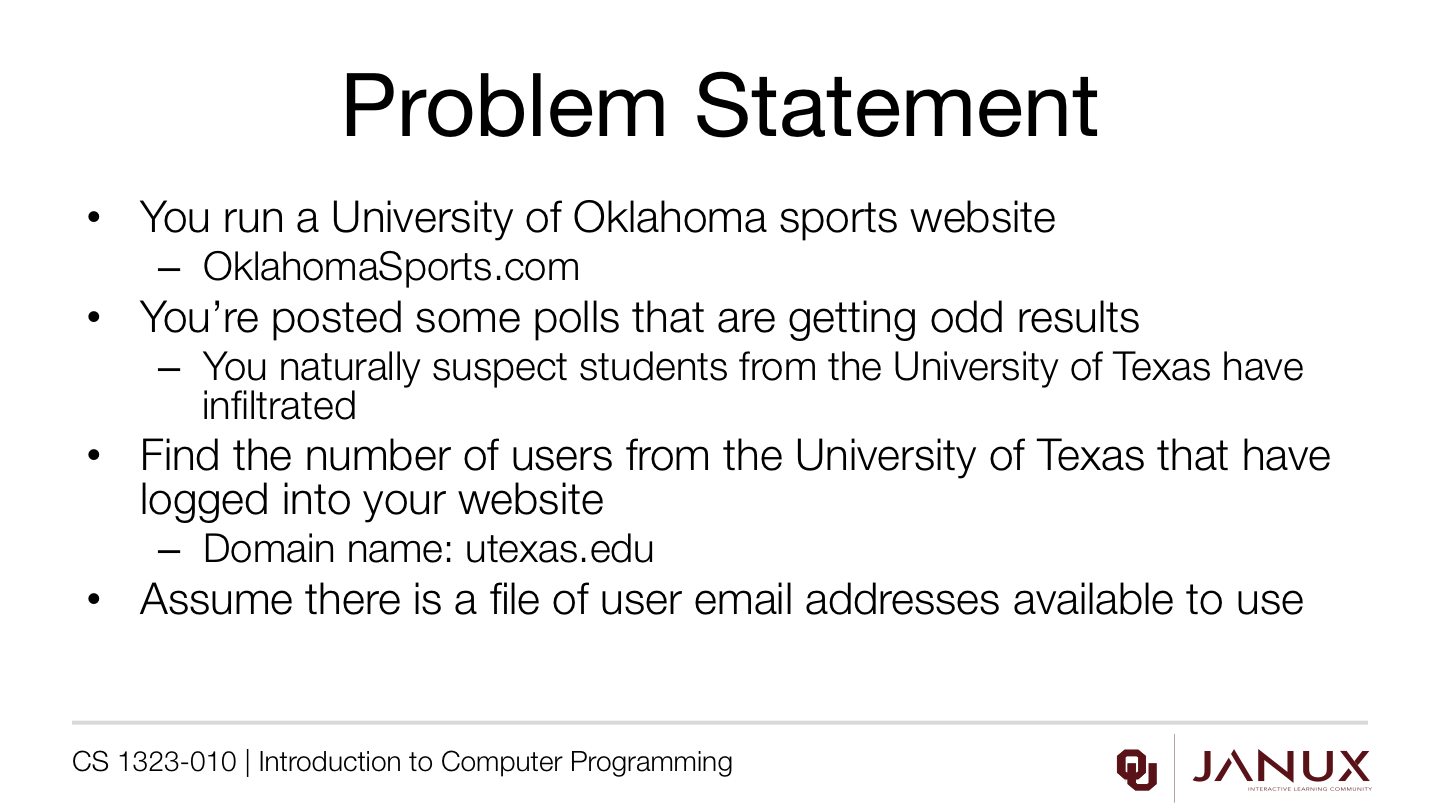 Problem Statement
• You run a University of Oklahoma sports website
– OklahomaSports.com
• You’re posted some polls that are getting odd results
– You naturally suspect students from the University of Texas have
infiltrated
• Find the number of users from the University of Texas that have
logged into your website
– Domain name: utexas.edu
• Assume there is a file of user email addresses available to use
CS 1323-010 | Introduction to Computer Programming
OU
JANUX
INTERACTIVE LEARNING COMMUNITY